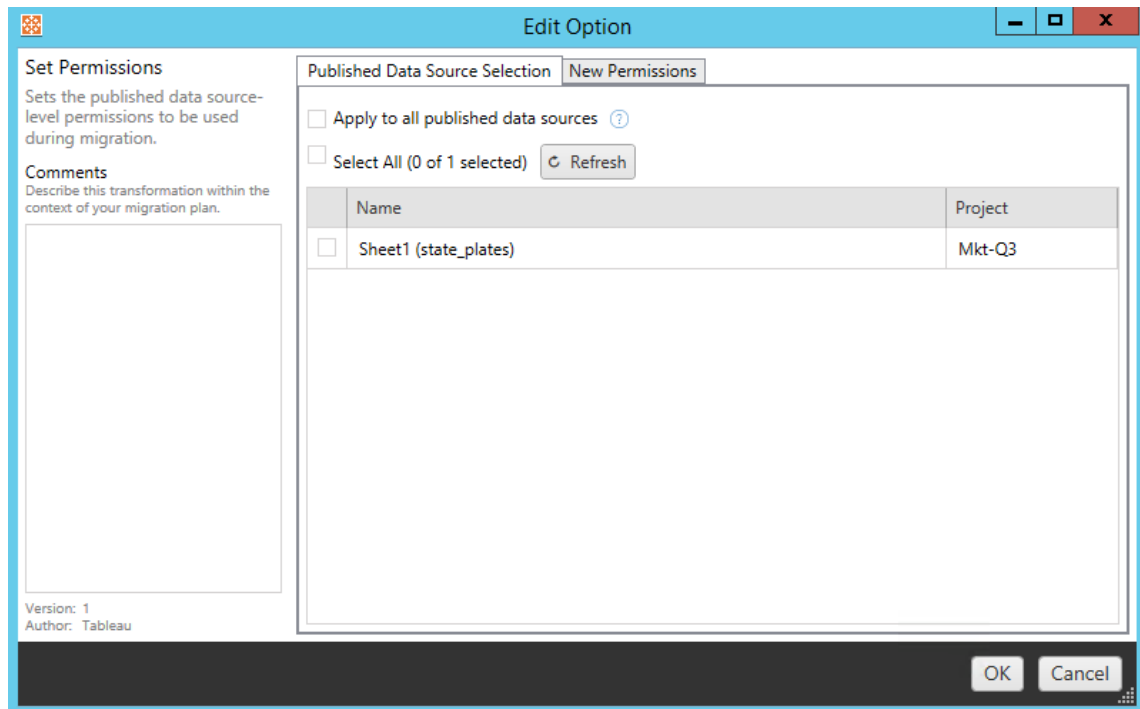 Edit Option
Set Permissions
Sets the published data source-
level permissions to be used
during migration.
Comments
Describe this transformation within the
context of your migration plan.
Version: 1
Author: Tableau
Published Data Source Selection
New Permissions
Apply to all published data sources ?
Select All (0 of 1 selected)
Refresh
Name Project
Sheet1 (state_plates) Mkt-Q3
OK Cancel